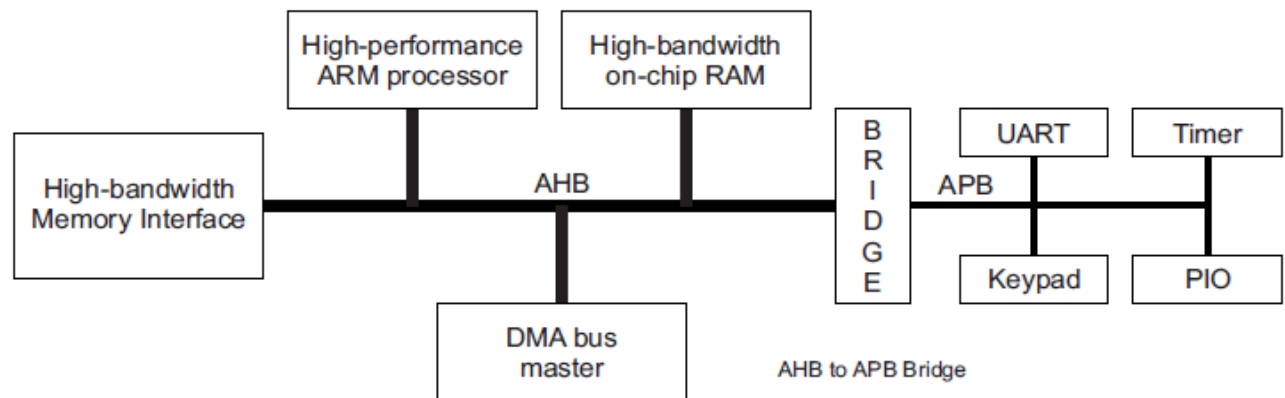 High-performance
ARM processor
High-bandwidth
on-chip RAM
High-bandwidth
Memory Interface
AHB
B
R
I
D
G
E
APB
UART
Timer
Keypad
PIO
DMA bus
master
AHB to APB Bridge